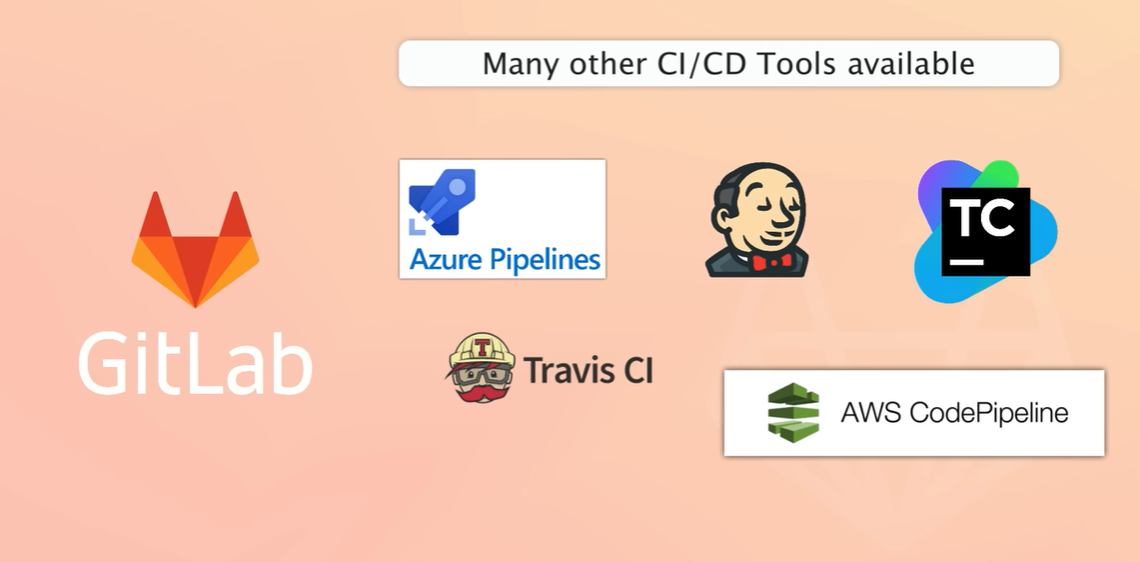 Many other CI/CD Tools available
GitLab
Azure Pipelines
TC
T
Travis CI
AWS CodePipeline